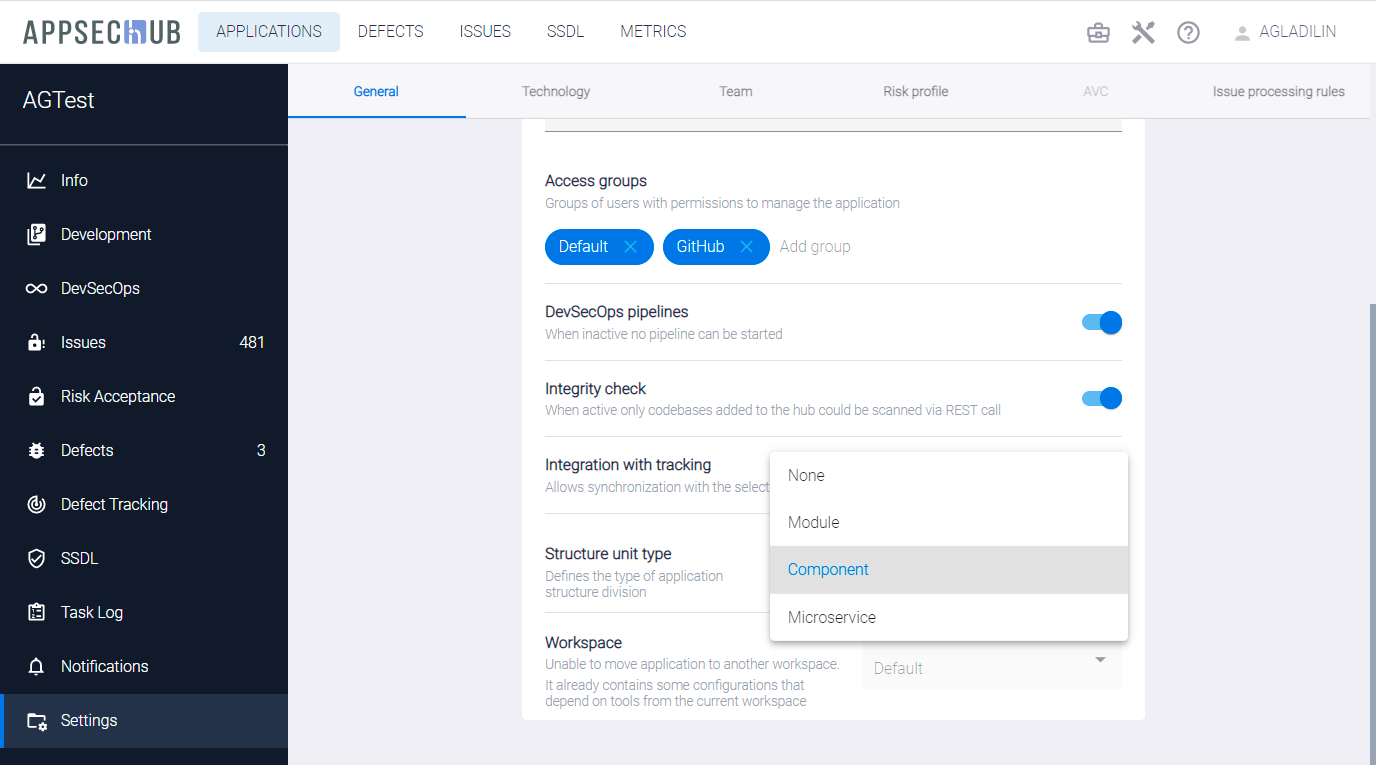 APPSECHUB
APPLICATIONS
DEFECTS
ISSUES
SSDL
METRICS
AGLADILIN
AGTest
Info
Development
DevSecOps
Issues 481
Risk Acceptance
Defects 3
Defect Tracking
SSDL
Task Log
Notifications
Settings
General
Technology
Team
Risk profile
AVC
Issue processing rules
Access groups
Groups of users with permissions to manage the application
Default
GitHub
Add group
DevSecOps pipelines
When inactive no pipeline can be started
Integrity check
When active only codebases added to the hub could be scanned via REST call
Integration with tracking
Allows synchronization with the select
Structure unit type
Defines the type of application
structure division
None
Module
Component
Microservice
Workspace
Unable to move application to another workspace.
It already contains some configurations that
depend on tools from the current workspace
Default